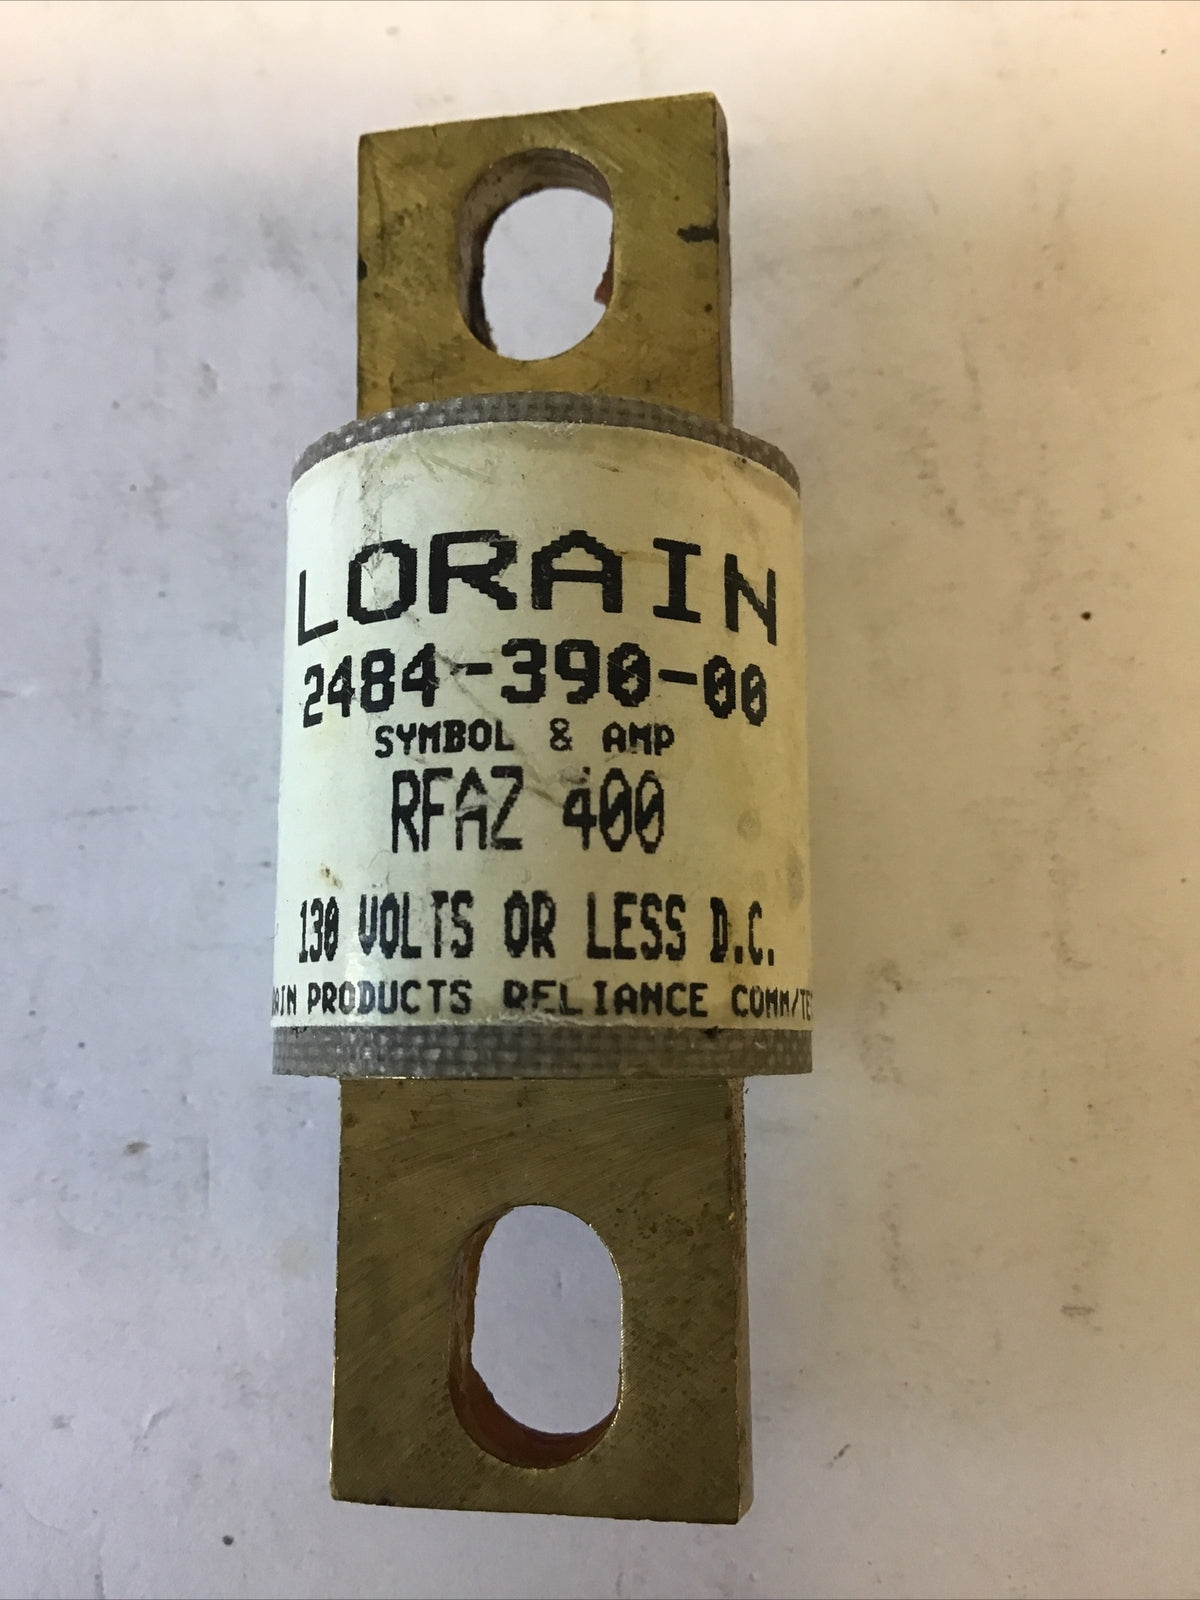 LORAIN
2484-390-00
SYMBOL & AMP
RFAZ 400
130 VOLTS OR LESS D.C.
PRODUCTS RELIANCE